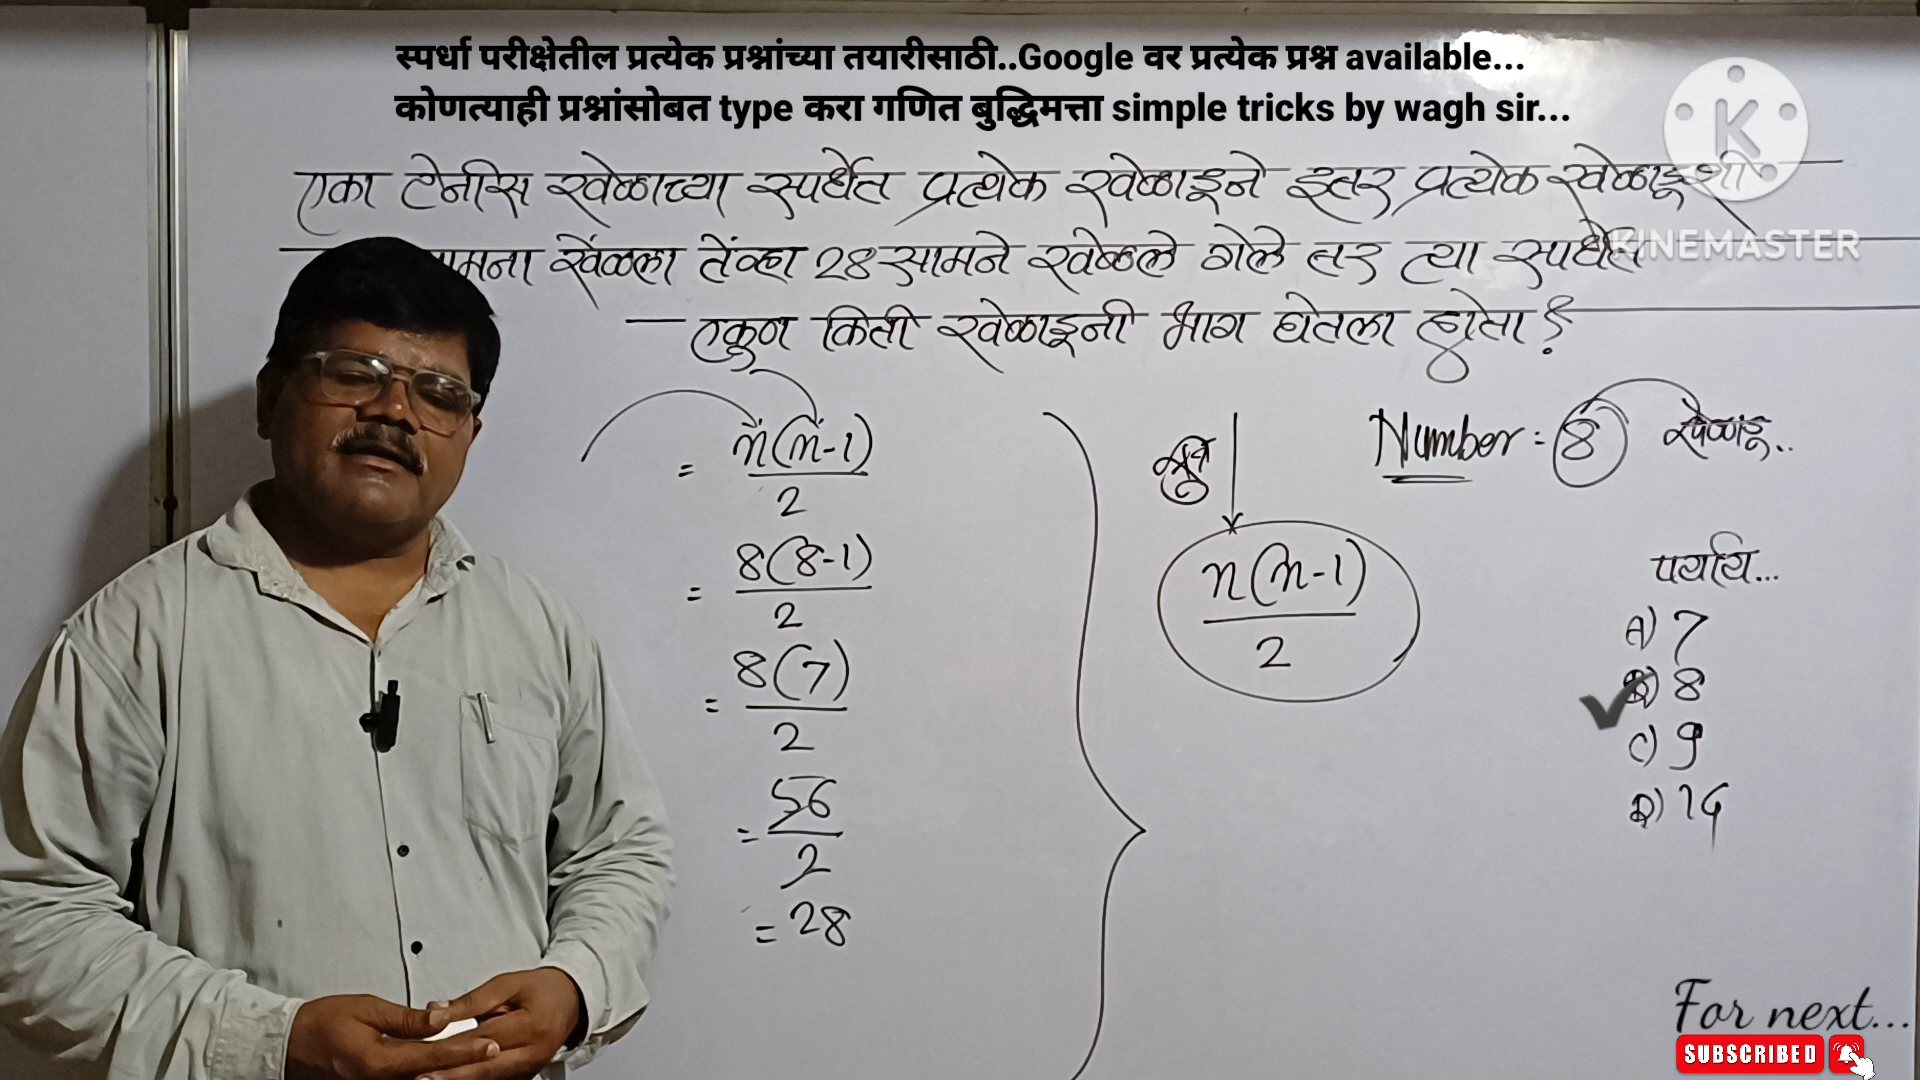 स्पर्धा परीक्षेतील प्रत्येक प्रश्नांच्या तयारीसाठी..Google वर प्रत्येक प्रश्न available...
कोणत्याही प्रश्नांसोबत type करा गणित बुद्धिमत्ता simple tricks by wagh sir...
K
KINEMASTER
एका टेनीस खेळाच्या स्पर्धेत प्रत्येक खेळाडूने इतर प्रत्येक खेळाडूशी
सामना खेंळला तेंव्हा 28 सामने खेळले गेले तर त्या स्पर्धेत
एकुण किती खेळाडूनी भाग घेतला होता?
= n(n-1)
2
= 8(8-1)
2
= 8(7)
2
= 56
2
= 28
सुत्र
n(n-1)
2
Number = 8 खेळाडू..
पर्याय...
A) 7
B) 8
C) 9
D) 14
For next...
SUBSCRIBED